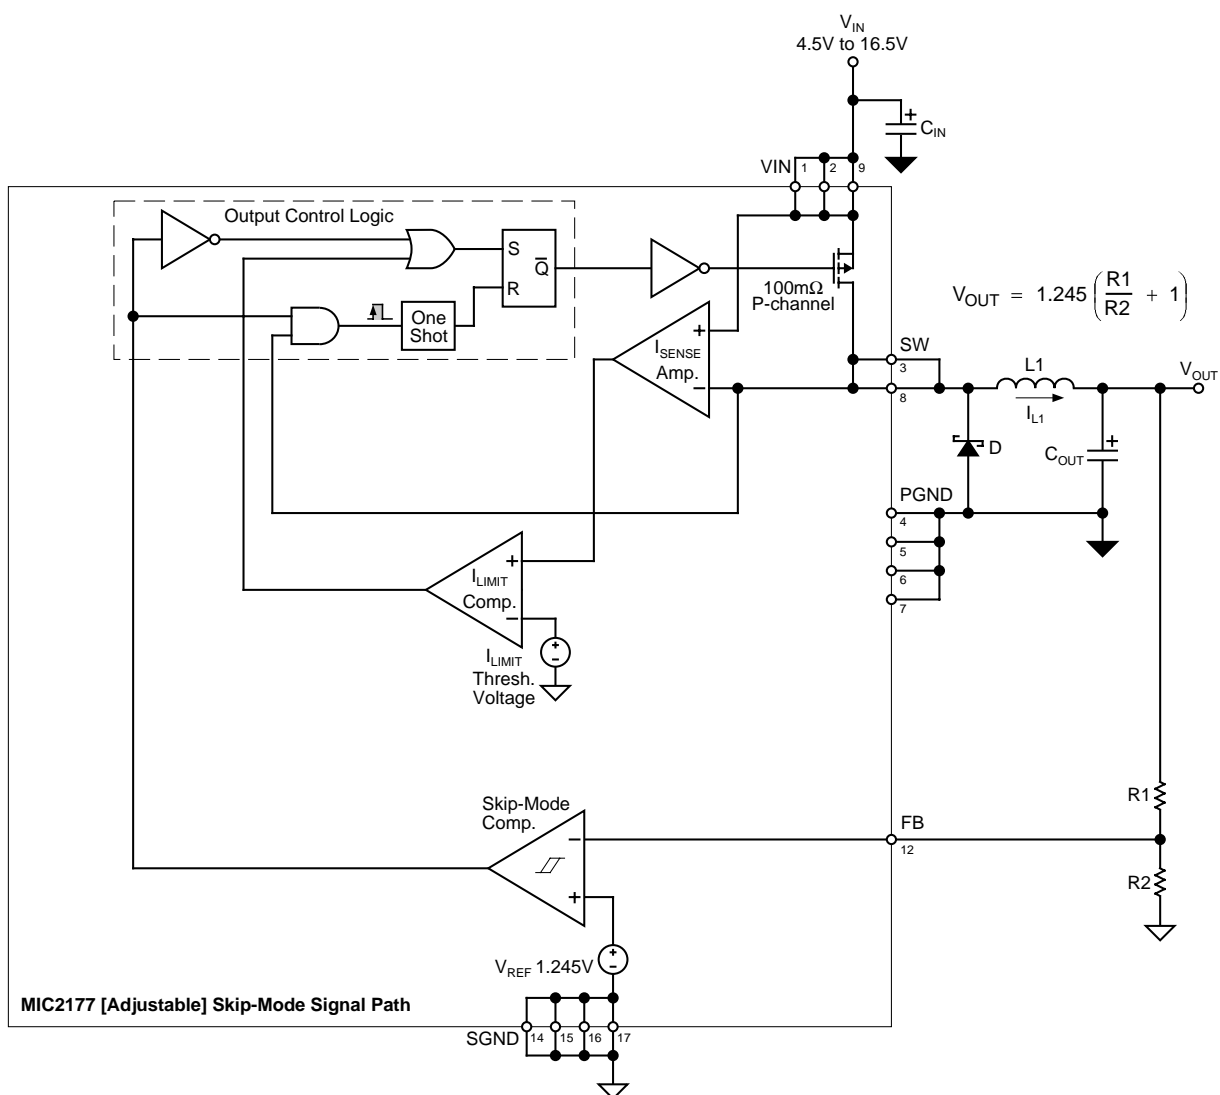 V_IN
4.5V to 16.5V
+
C_IN
VIN
1
2
9
Output Control Logic
S
R
Q̅
One
Shot
100mΩ
P-channel
V_OUT = 1.245 (R1/R2 + 1)
+
I_SENSE
Amp.
−
SW
3
8
L1
I_L1
V_OUT
D
C_OUT
+
PGND
4
5
6
7
+
I_LIMIT
Comp.
−
+
−
I_LIMIT
Thresh.
Voltage
R1
Skip-Mode
Comp.
−
+
FB
12
R2
V_REF 1.245V
+
−
MIC2177 [Adjustable] Skip-Mode Signal Path
SGND
14
15
16
17